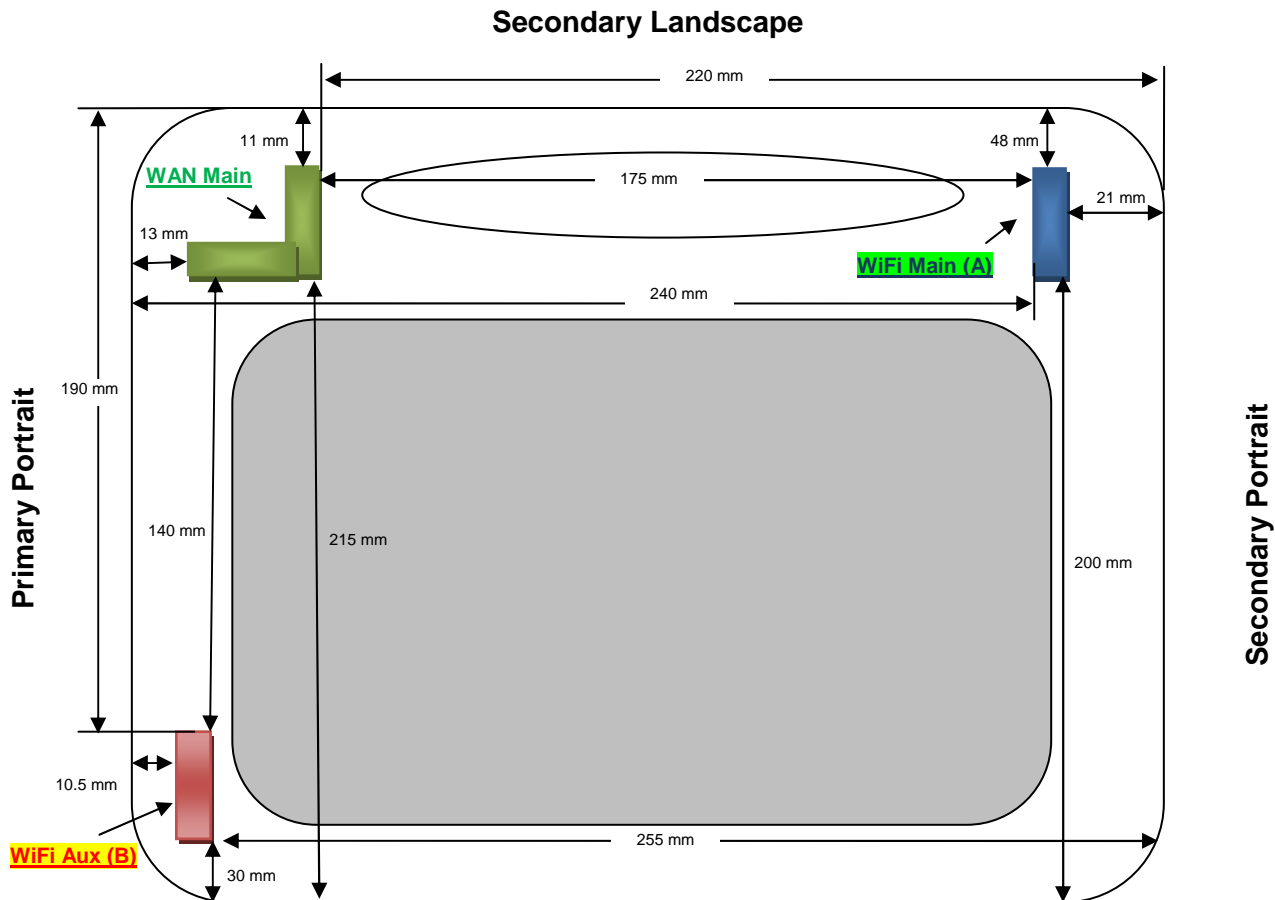 Secondary Landscape
220 mm
11 mm
48 mm
WAN Main
175 mm
21 mm
13 mm
WiFi Main (A)
240 mm
190 mm
Primary Portrait
Secondary Portrait
140 mm
215 mm
200 mm
10.5 mm
255 mm
WiFi Aux (B)
30 mm